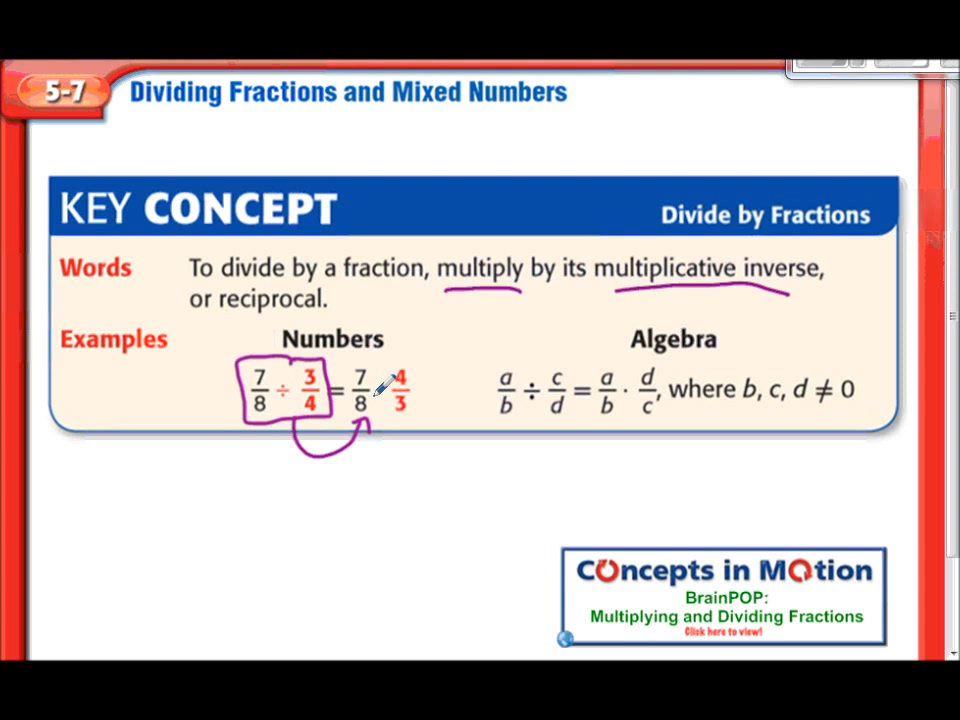 5-7 Dividing Fractions and Mixed Numbers
KEY CONCEPT Divide by Fractions
Words To divide by a fraction, multiply by its multiplicative inverse,
or reciprocal.
Examples Numbers Algebra
7/8 ÷ 3/4 = 7/8 4/3 a/b ÷ c/d = a/b · d/c, where b, c, d ≠ 0
Concepts in Motion
BrainPOP:
Multiplying and Dividing Fractions
Click here to view!